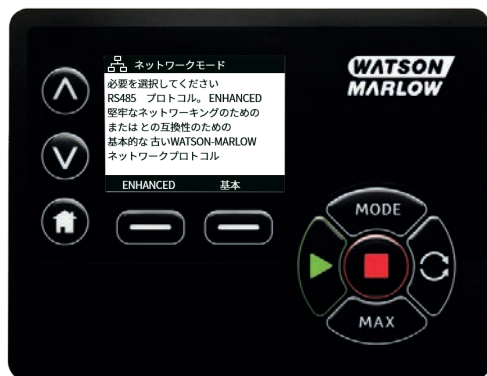 ネットワークモード
必要を選択してください
RS485 プロトコル。 ENHANCED
堅牢なネットワーキングのための
または との互換性のための
基本的な 古いWATSON-MARLOW
ネットワークプロトコル
ENHANCED 基本
WATSON
MARLOW
MODE
MAX